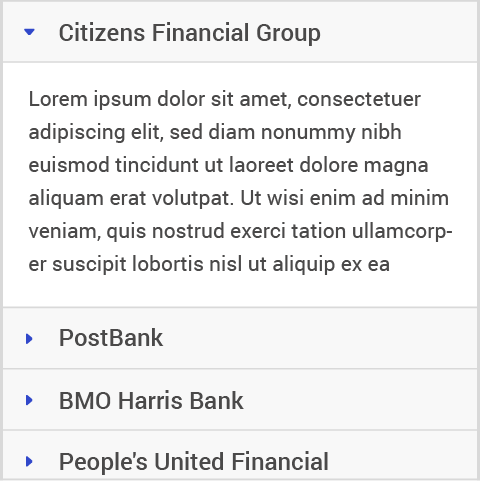 Citizens Financial Group
Lorem ipsum dolor sit amet, consectetuer
adipiscing elit, sed diam nonummy nibh
euismod tincidunt ut laoreet dolore magna
aliquam erat volutpat. Ut wisi enim ad minim
veniam, quis nostrud exerci tation ullamcorp-
er suscipit lobortis nisl ut aliquip ex ea
PostBank
BMO Harris Bank
People's United Financial